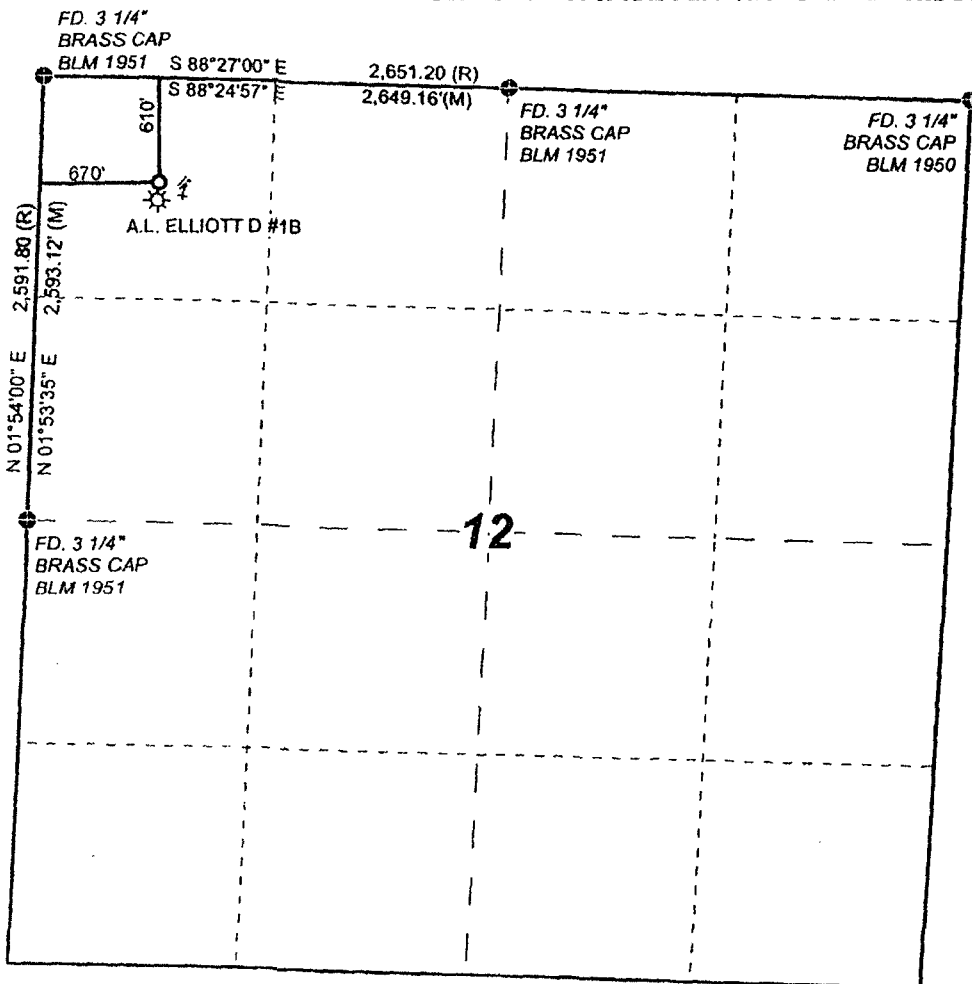 FD. 3 1/4"
BRASS CAP
BLM 1951
S 88°27'00" E
2,651.20 (R)
S 88°24'57" E
2,649.16'(M)
FD. 3 1/4"
BRASS CAP
BLM 1951
FD. 3 1/4"
BRASS CAP
BLM 1950
610'
670'
A.L. ELLIOTT D #1B
N 01°54'00" E
2,591.80 (R)
N 01°53'35" E
2,593.12' (M)
12
FD. 3 1/4"
BRASS CAP
BLM 1951